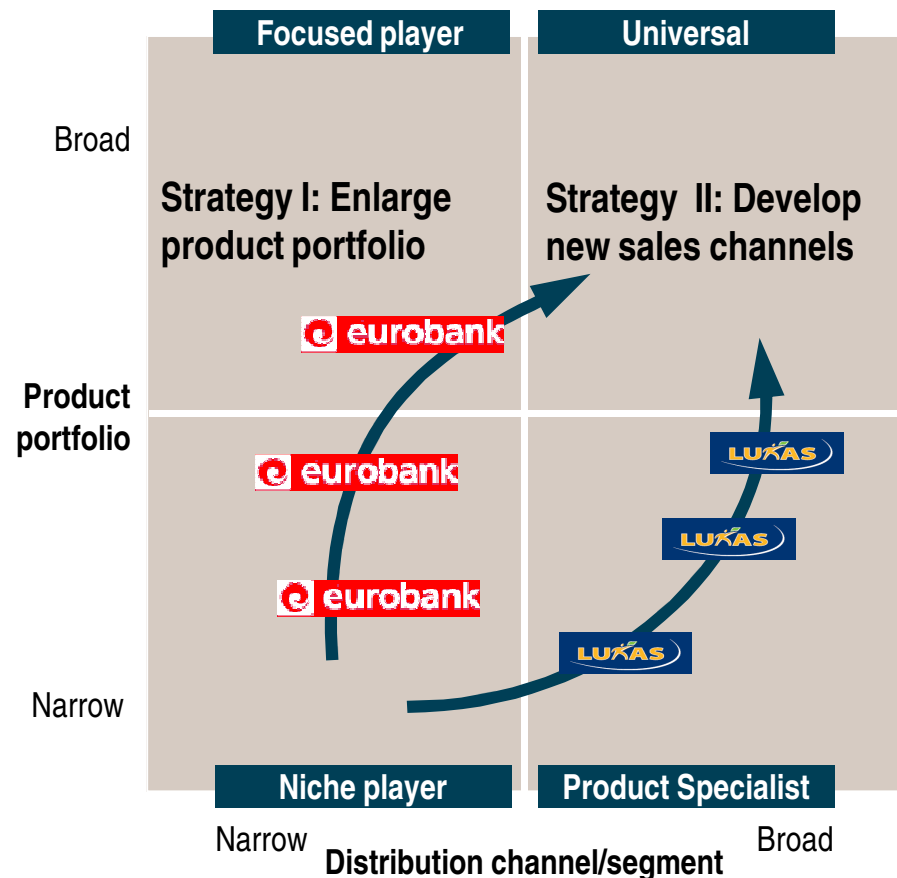 Focused player
Universal
Broad
Strategy I: Enlarge
product portfolio
Strategy II: Develop
new sales channels
eurobank
Product
portfolio
LUKAS
eurobank
LUKAS
eurobank
LUKAS
Narrow
Niche player
Product Specialist
Narrow
Broad
Distribution channel/segment